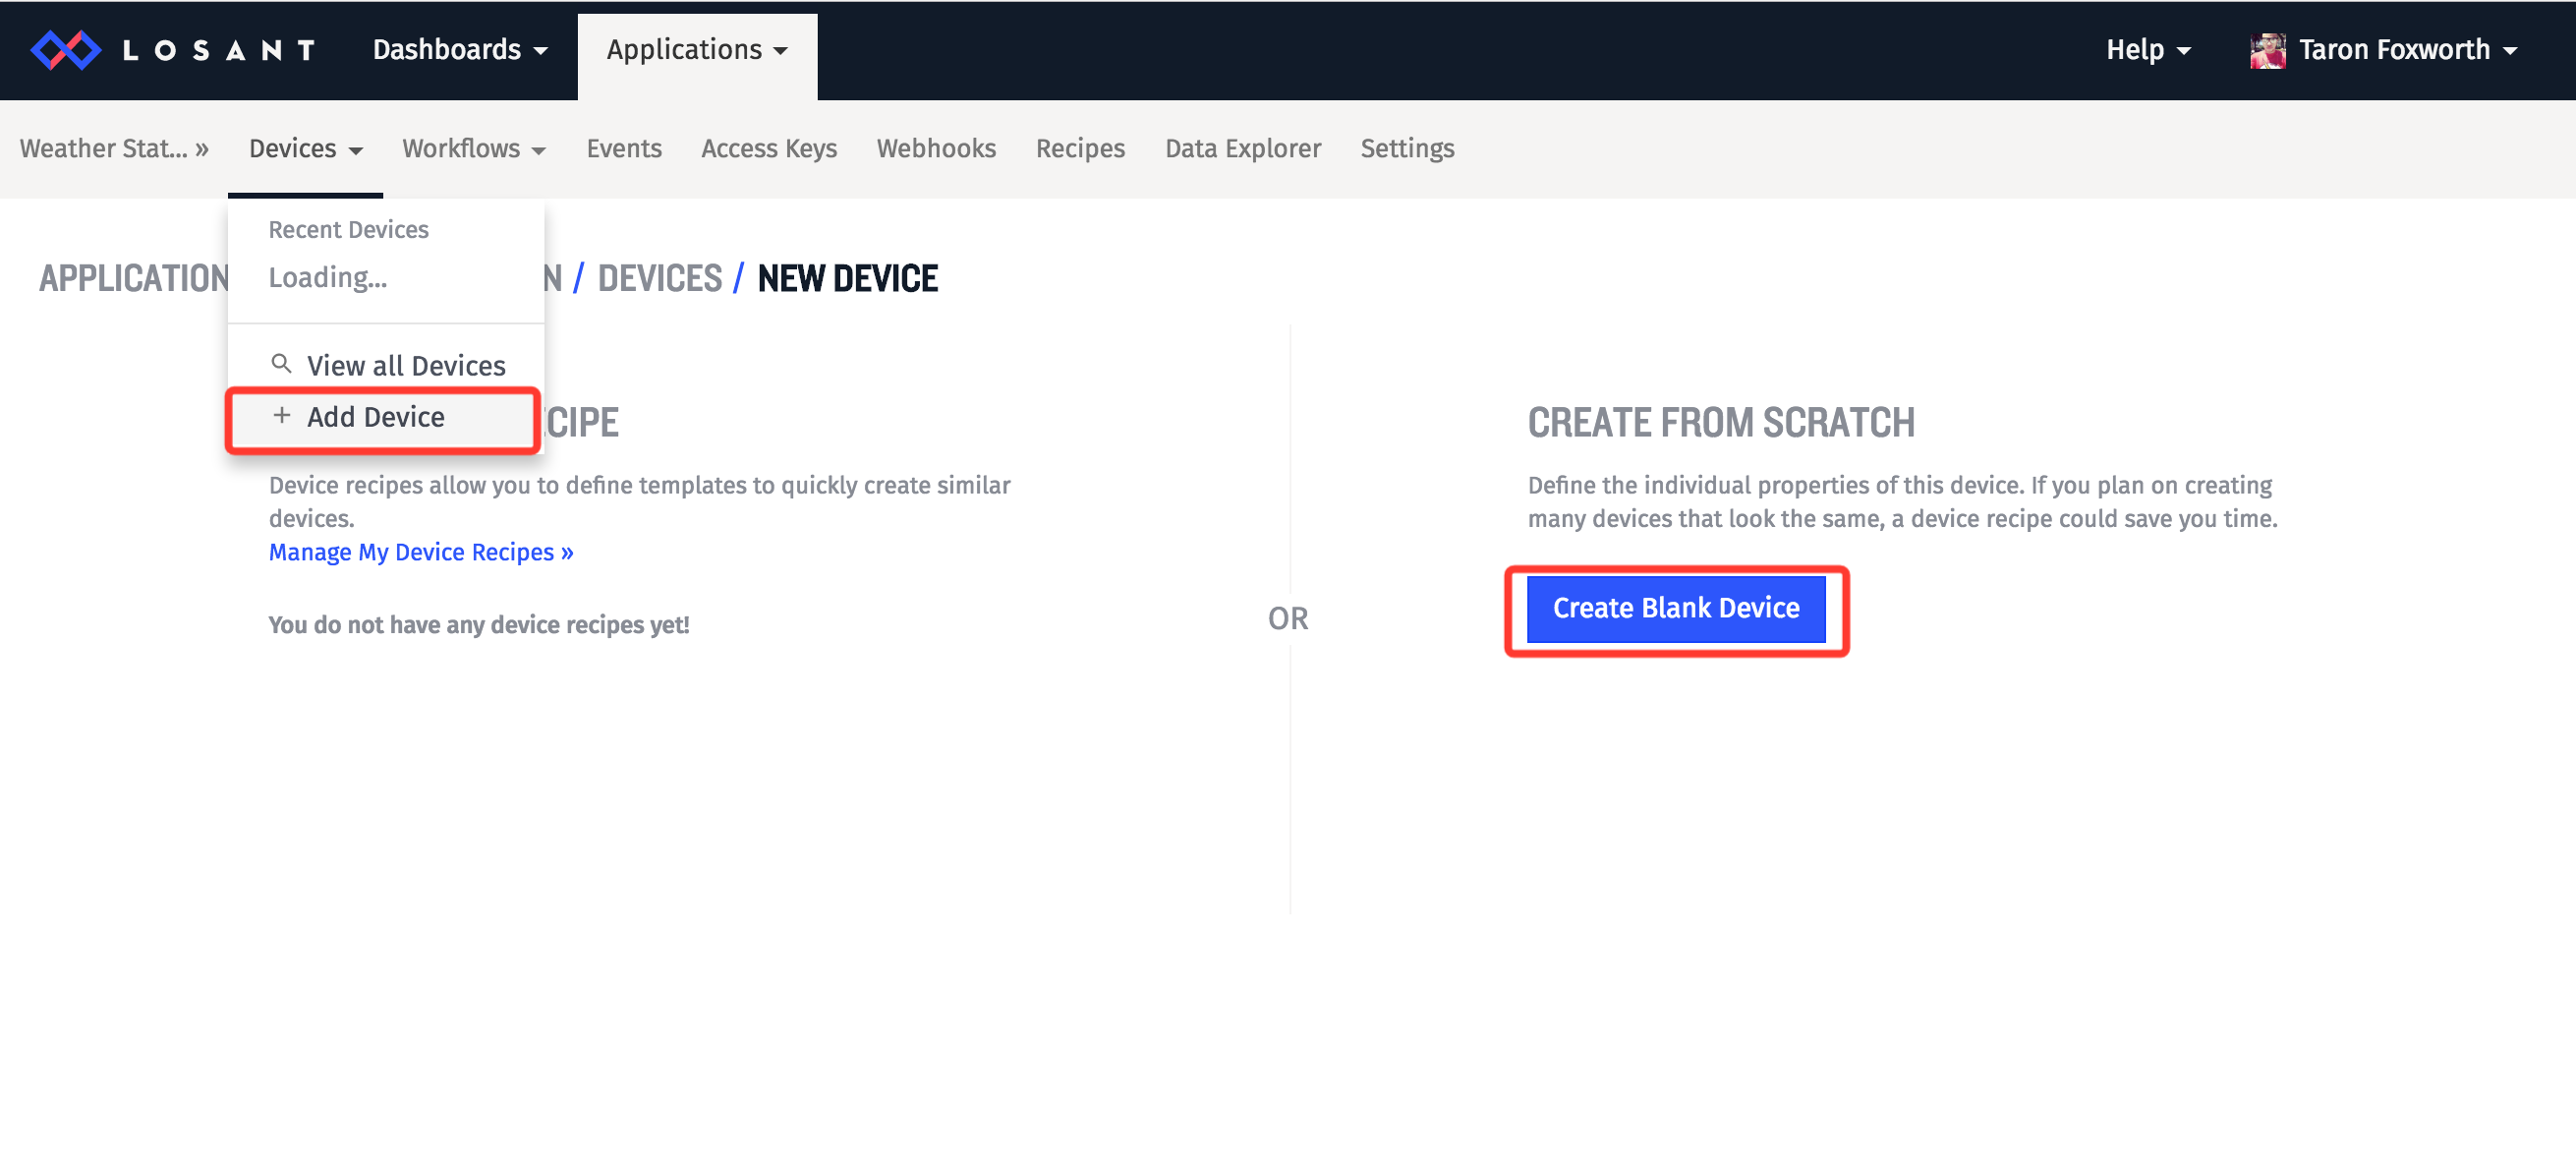 LOSANT Dashboards Applications Help Taron Foxworth
Weather Stat... » Devices Workflows Events Access Keys Webhooks Recipes Data Explorer Settings
Recent Devices
Loading...
APPLICATION N / DEVICES / NEW DEVICE
View all Devices
+ Add Device
CIPE
Device recipes allow you to define templates to quickly create similar
devices.
Manage My Device Recipes »
You do not have any device recipes yet!
OR
CREATE FROM SCRATCH
Define the individual properties of this device. If you plan on creating
many devices that look the same, a device recipe could save you time.
Create Blank Device